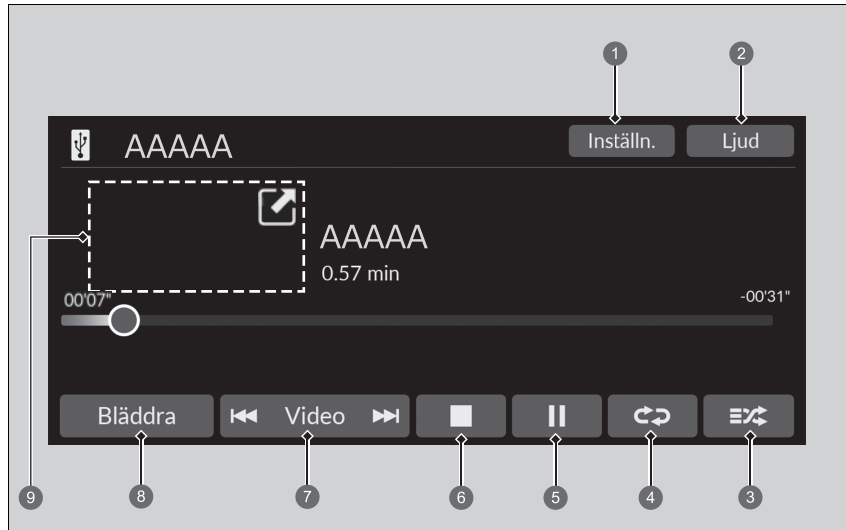 1 2
AAAAA Inställn. Ljud
AAAAA
9
0.57 min
00'07" -00'31"
Bläddra Video
9 8 7 6 5 4 3